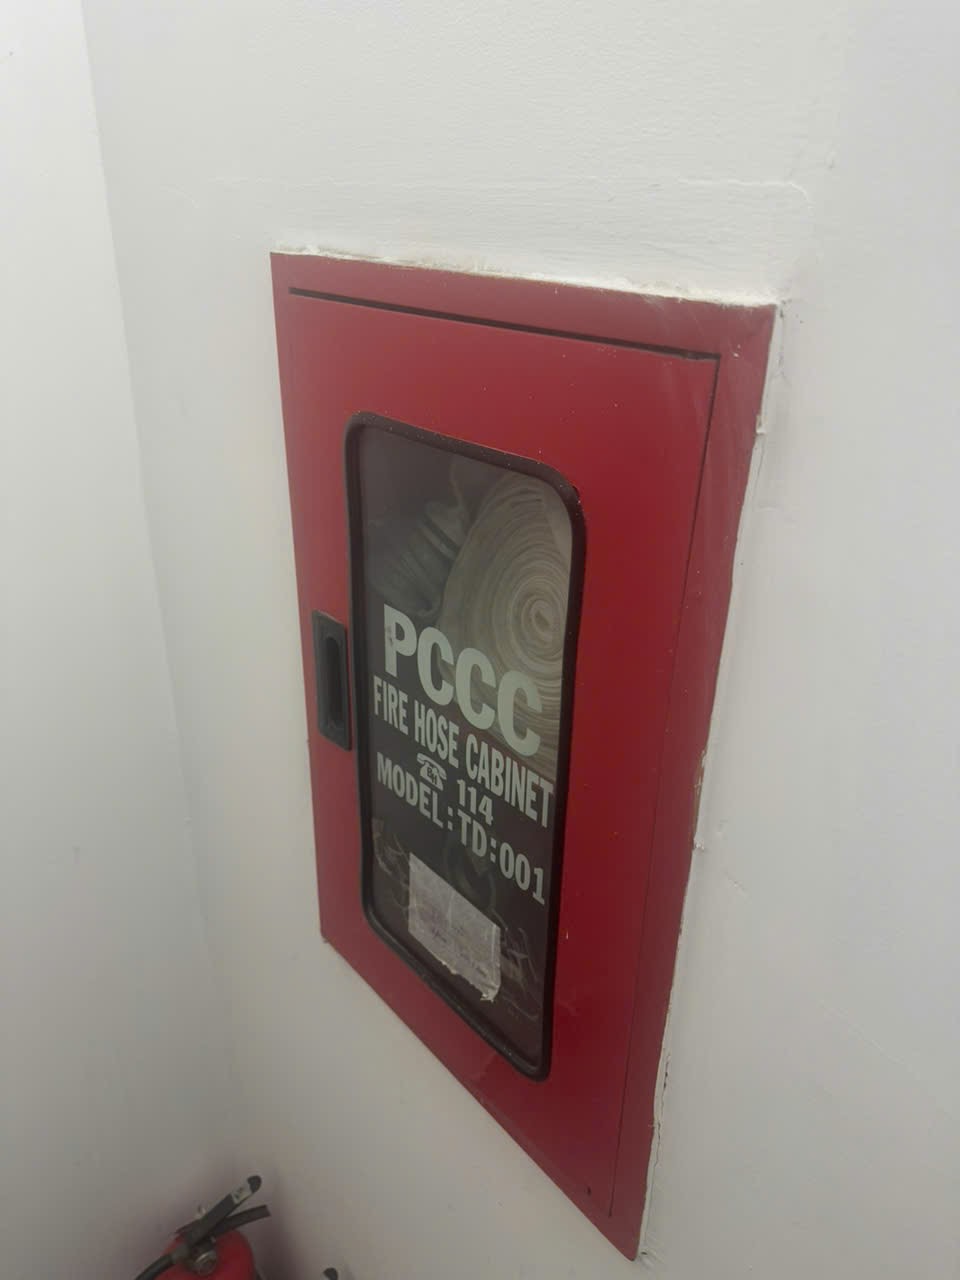 PCCC
FIRE HOSE CABINET
☎ 114
MODEL:TD:001